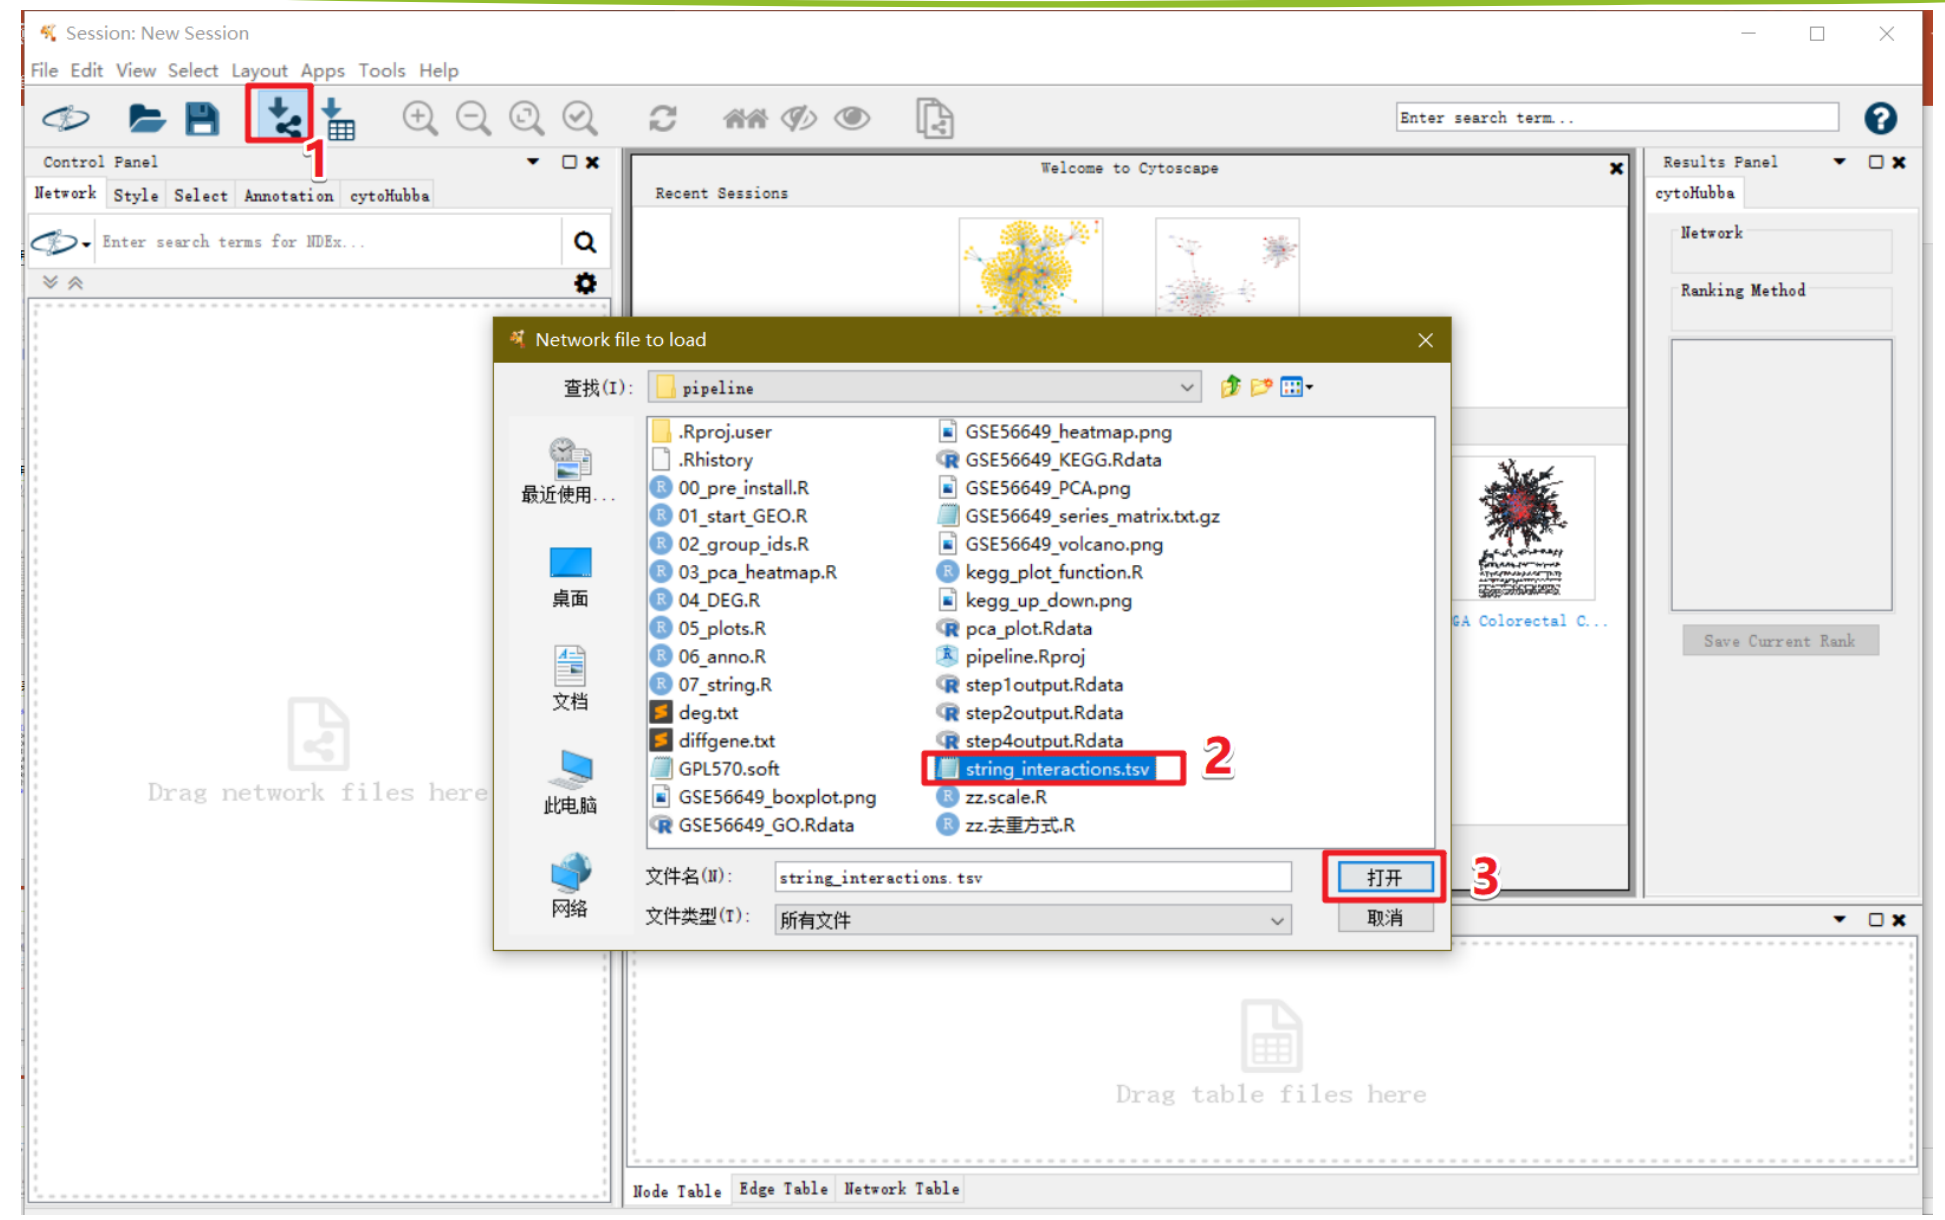 Session: New Session
File Edit View Select Layout Apps Tools Help
Enter search term...
1
Control Panel
Network Style Select Annotation cytoHubba
Enter search terms for NDEx...
Drag network files here
Welcome to Cytoscape
Recent Sessions
Results Panel
cytoHubba
Network
Ranking Method
Save Current Rank
GA Colorectal C...
Network file to load
查找(I):
pipeline
最近使用...
桌面
文档
此电脑
网络
.Rproj.user
.Rhistory
00_pre_install.R
01_start_GEO.R
02_group_ids.R
03_pca_heatmap.R
04_DEG.R
05_plots.R
06_anno.R
07_string.R
deg.txt
diffgene.txt
GPL570.soft
GSE56649_boxplot.png
GSE56649_GO.Rdata
GSE56649_heatmap.png
GSE56649_KEGG.Rdata
GSE56649_PCA.png
GSE56649_series_matrix.txt.gz
GSE56649_volcano.png
kegg_plot_function.R
kegg_up_down.png
pca_plot.Rdata
pipeline.Rproj
step1output.Rdata
step2output.Rdata
step4output.Rdata
string_interactions.tsv
2
zz.scale.R
zz.去重方式.R
文件名(N):
string_interactions.tsv
打开
3
文件类型(T):
所有文件
取消
Drag table files here
Node Table Edge Table Network Table